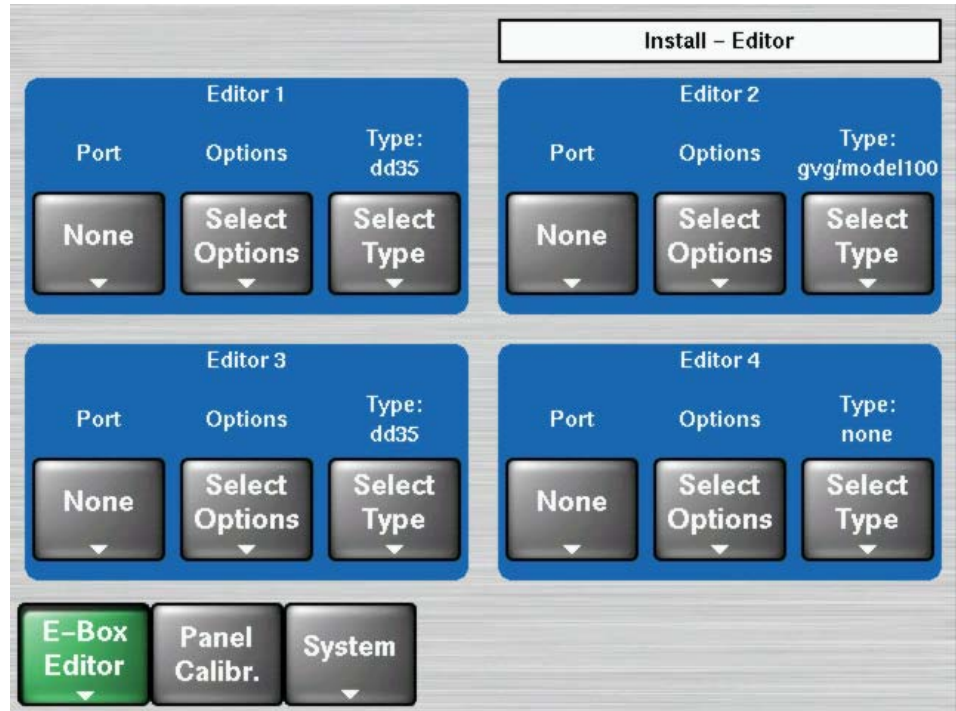 Install – Editor
Editor 1
Port
Options
Type:
dd35
None
Select
Options
Select
Type
Editor 2
Port
Options
Type:
gvg/model100
None
Select
Options
Select
Type
Editor 3
Port
Options
Type:
dd35
None
Select
Options
Select
Type
Editor 4
Port
Options
Type:
none
None
Select
Options
Select
Type
E–Box
Editor
Panel
Calibr.
System